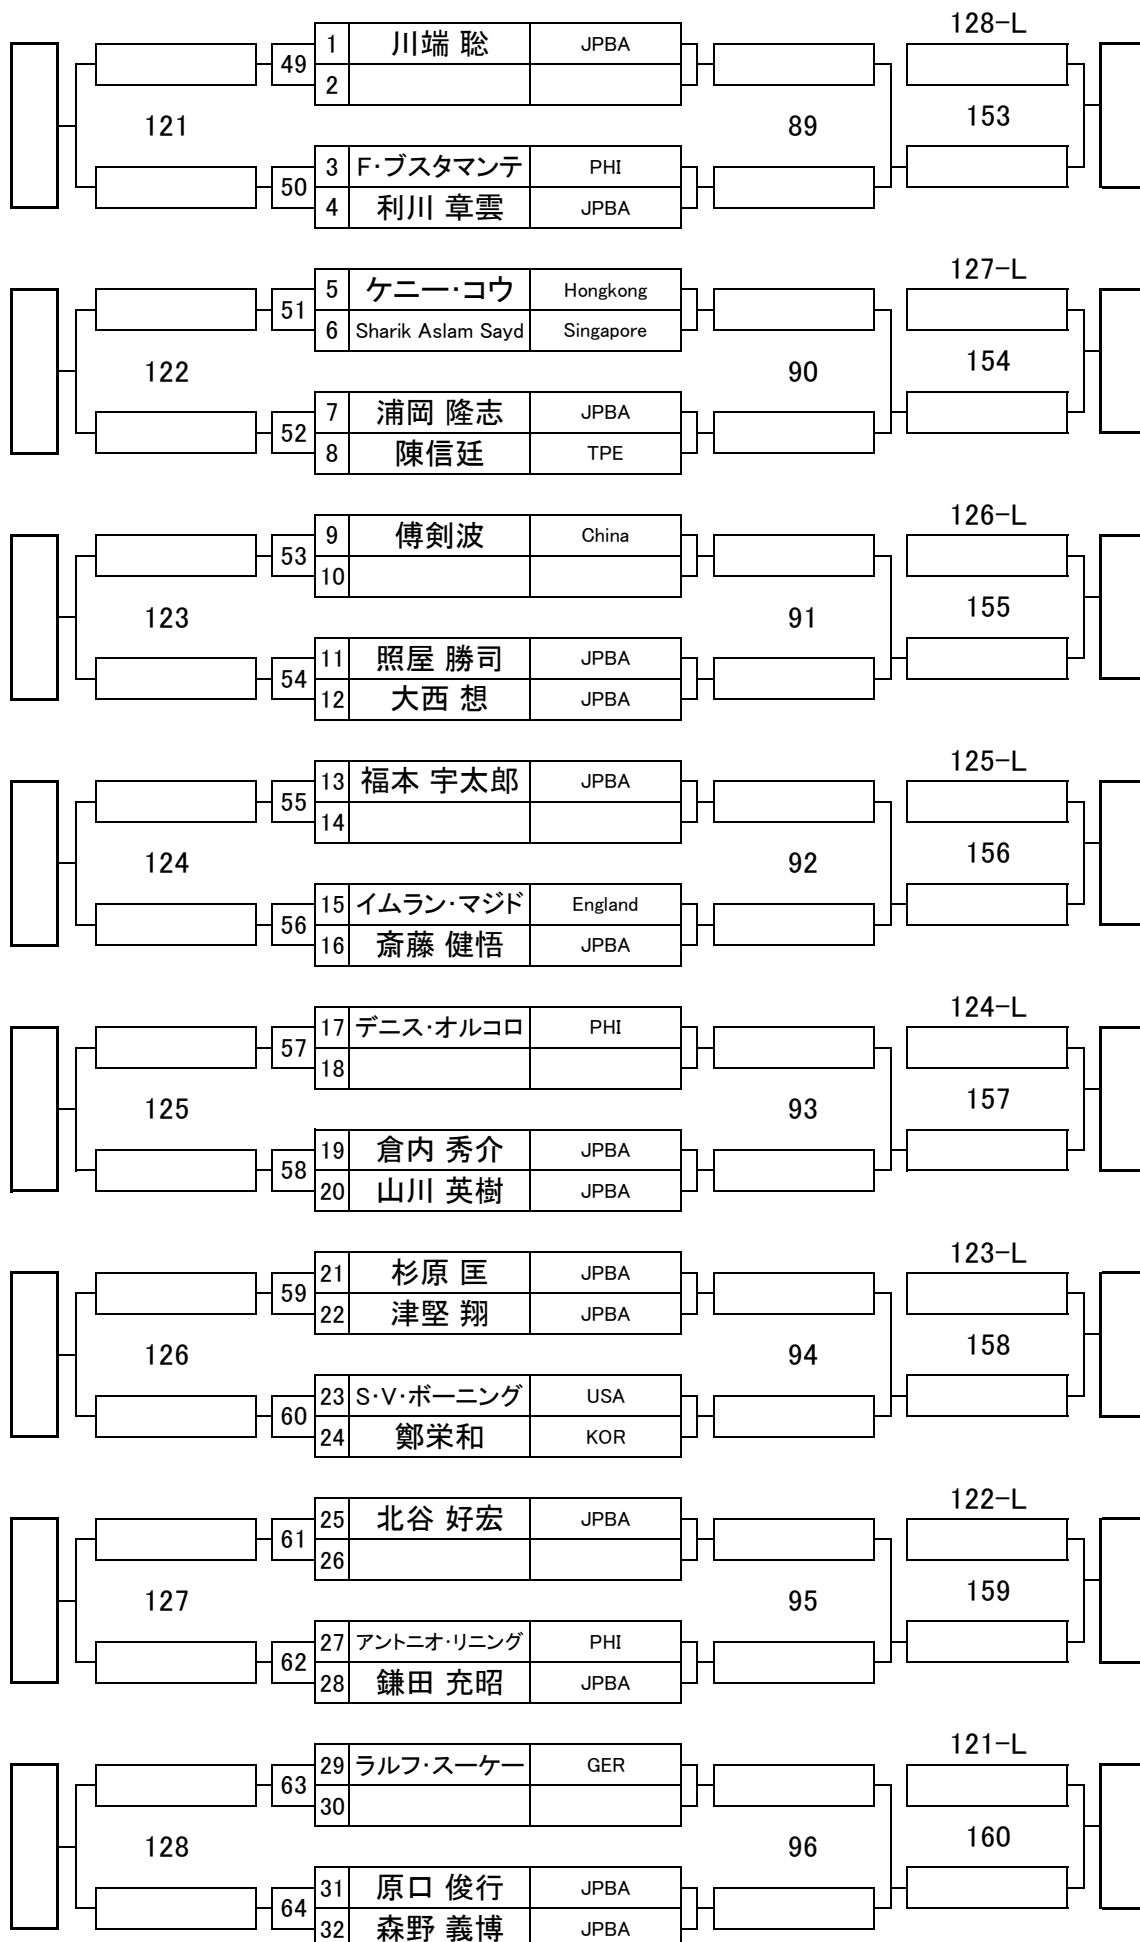 128-L
1 川端 聡 JPBA
49
2
121 89 153
3 F・ブスタマンテ PHI
50
4 利川 章雲 JPBA
127-L
5 ケニー・コウ Hongkong
51
6 Sharik Aslam Sayd Singapore
122 90 154
7 浦岡 隆志 JPBA
52
8 陳信廷 TPE
126-L
9 傅剣波 China
53
10
123 91 155
11 照屋 勝司 JPBA
54
12 大西 想 JPBA
125-L
13 福本 宇太郎 JPBA
55
14
124 92 156
15 イムラン・マジド England
56
16 斎藤 健悟 JPBA
124-L
17 デニス・オルコロ PHI
57
18
125 93 157
19 倉内 秀介 JPBA
58
20 山川 英樹 JPBA
123-L
21 杉原 匡 JPBA
59
22 津堅 翔 JPBA
126 94 158
23 S・V・ボーニング USA
60
24 鄭栄和 KOR
122-L
25 北谷 好宏 JPBA
61
26
127 95 159
27 アントニオ・リニング PHI
62
28 鎌田 充昭 JPBA
121-L
29 ラルフ・スーケー GER
63
30
128 96 160
31 原口 俊行 JPBA
64
32 森野 義博 JPBA